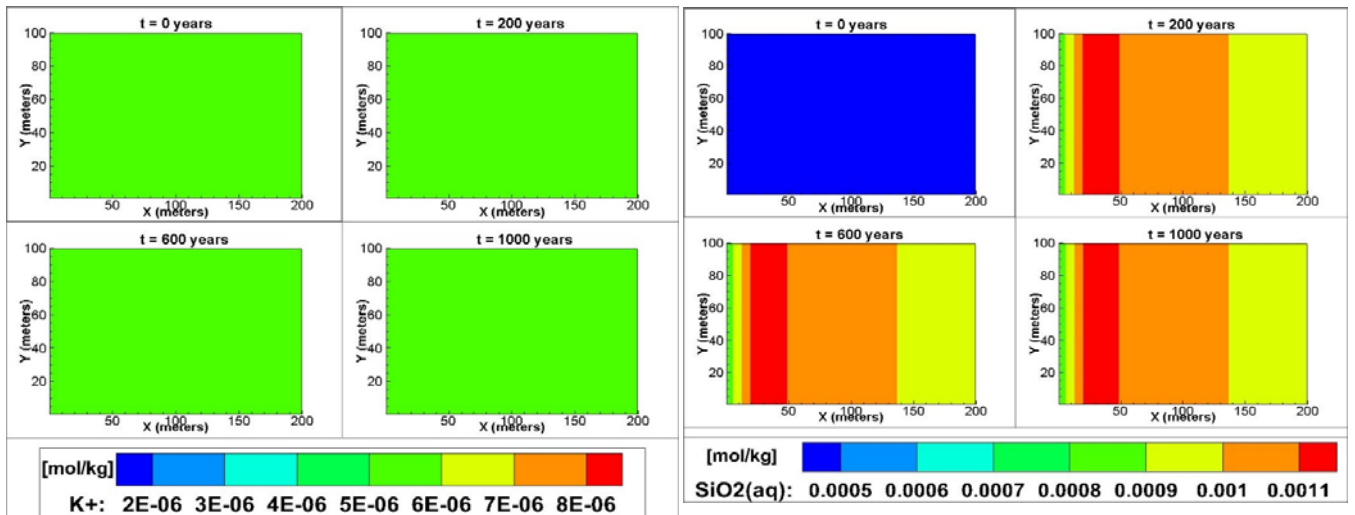 t = 0 years
100
80
60
40
20
Y (meters)
50 100 150 200
X (meters)
t = 200 years
100
80
60
40
20
Y (meters)
50 100 150 200
X (meters)
t = 600 years
100
80
60
40
20
Y (meters)
50 100 150 200
X (meters)
t = 1000 years
100
80
60
40
20
Y (meters)
50 100 150 200
X (meters)
[mol/kg]
K+: 2E-06 3E-06 4E-06 5E-06 6E-06 7E-06 8E-06
t = 0 years
100
80
60
40
20
Y (meters)
50 100 150 200
X (meters)
t = 200 years
100
80
60
40
20
Y (meters)
50 100 150 200
X (meters)
t = 600 years
100
80
60
40
20
Y (meters)
50 100 150 200
X (meters)
t = 1000 years
100
80
60
40
20
Y (meters)
50 100 150 200
X (meters)
[mol/kg]
SiO2(aq): 0.0005 0.0006 0.0007 0.0008 0.0009 0.001 0.0011